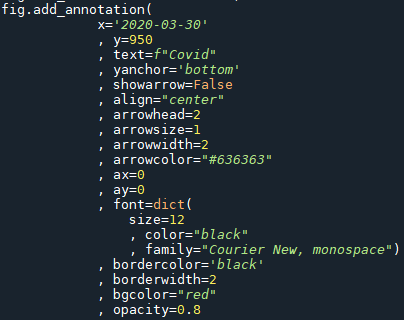 fig.add_annotation(
x='2020-03-30'
, y=950
, text=f"Covid"
, yanchor='bottom'
, showarrow=False
, align="center"
, arrowhead=2
, arrowsize=1
, arrowwidth=2
, arrowcolor="#636363"
, ax=0
, ay=0
, font=dict(
size=12
, color="black"
, family="Courier New, monospace")
, bordercolor='black'
, borderwidth=2
, bgcolor="red"
, opacity=0.8